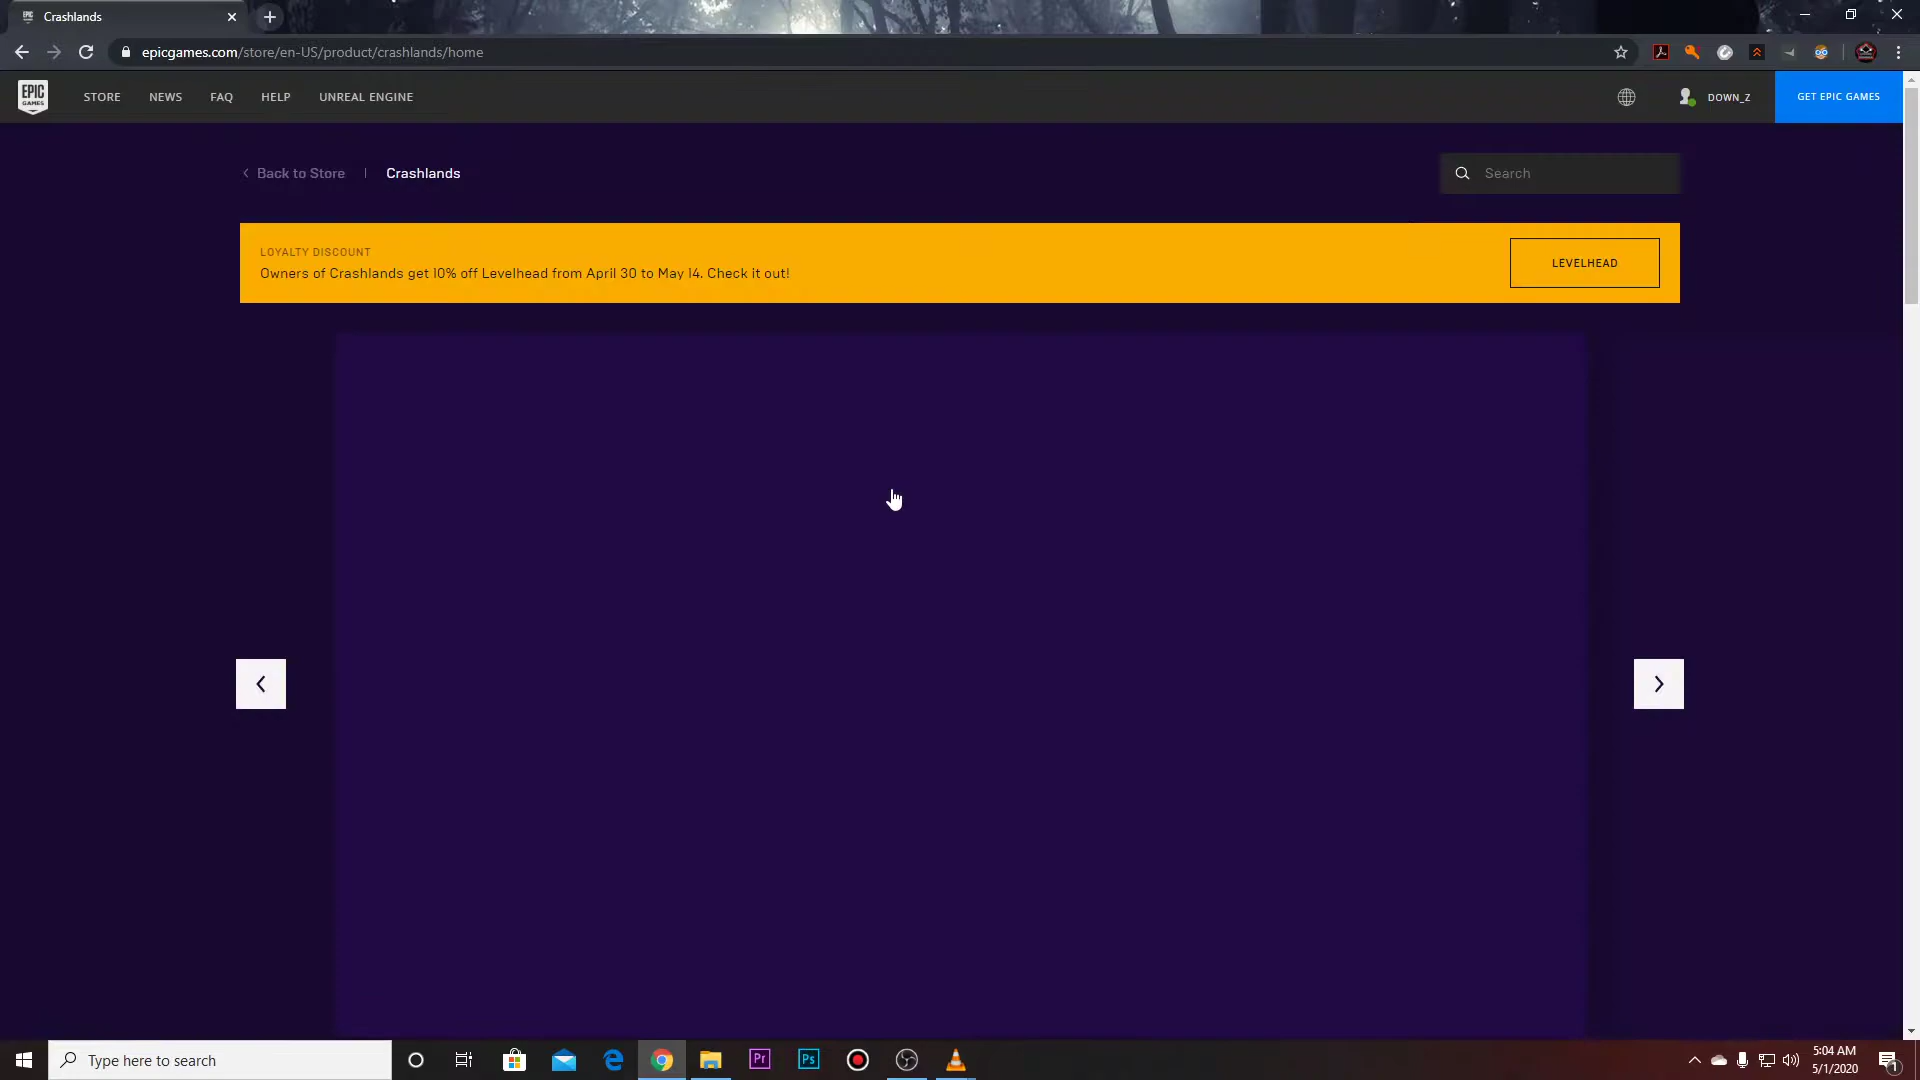 Crashlands
epicgames.com/store/en-US/product/crashlands/home
EPIC
GAMES
STORE
NEWS
FAQ
HELP
UNREAL ENGINE
DOWN_Z
GET EPIC GAMES
Back to Store
Crashlands
Search
LOYALTY DISCOUNT
Owners of Crashlands get 10% off Levelhead from April 30 to May 14. Check it out!
LEVELHEAD
Type here to search
Pr
Ps
5:04 AM
5/1/2020
1